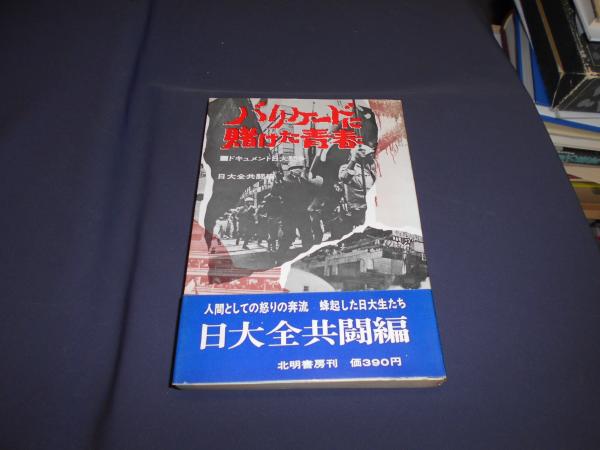 バリケードに
賭けた青春
■ドキュメント日大闘争
日大全共闘編
人間としての怒りの奔流 蜂起した日大生たち
日大全共闘編
北明書房刊 価390円